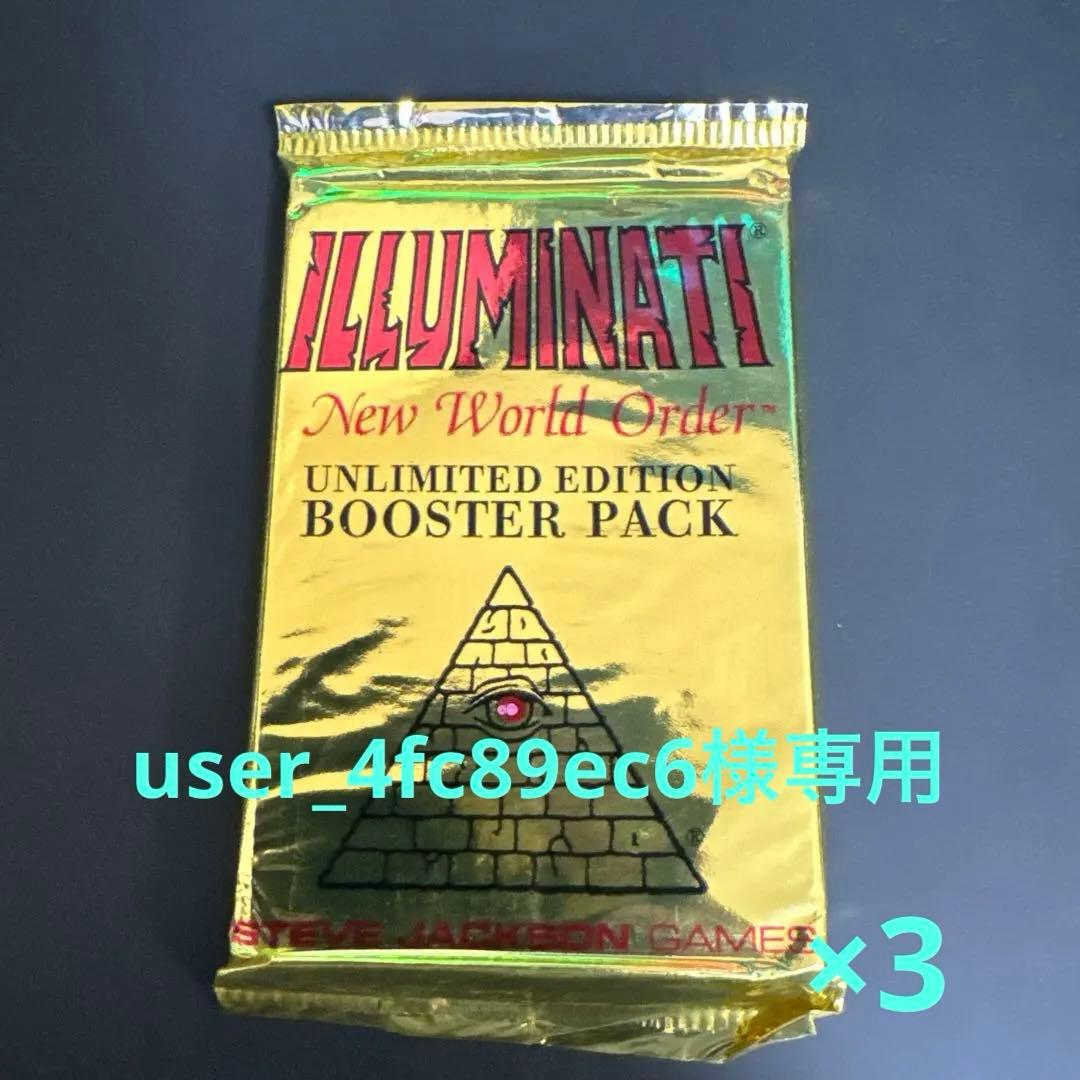 ILLUMINATI®
New World Order™
UNLIMITED EDITION
BOOSTER PACK
user_4fc89ec6様専用
®
STEVE JACKSON GAMES
×3